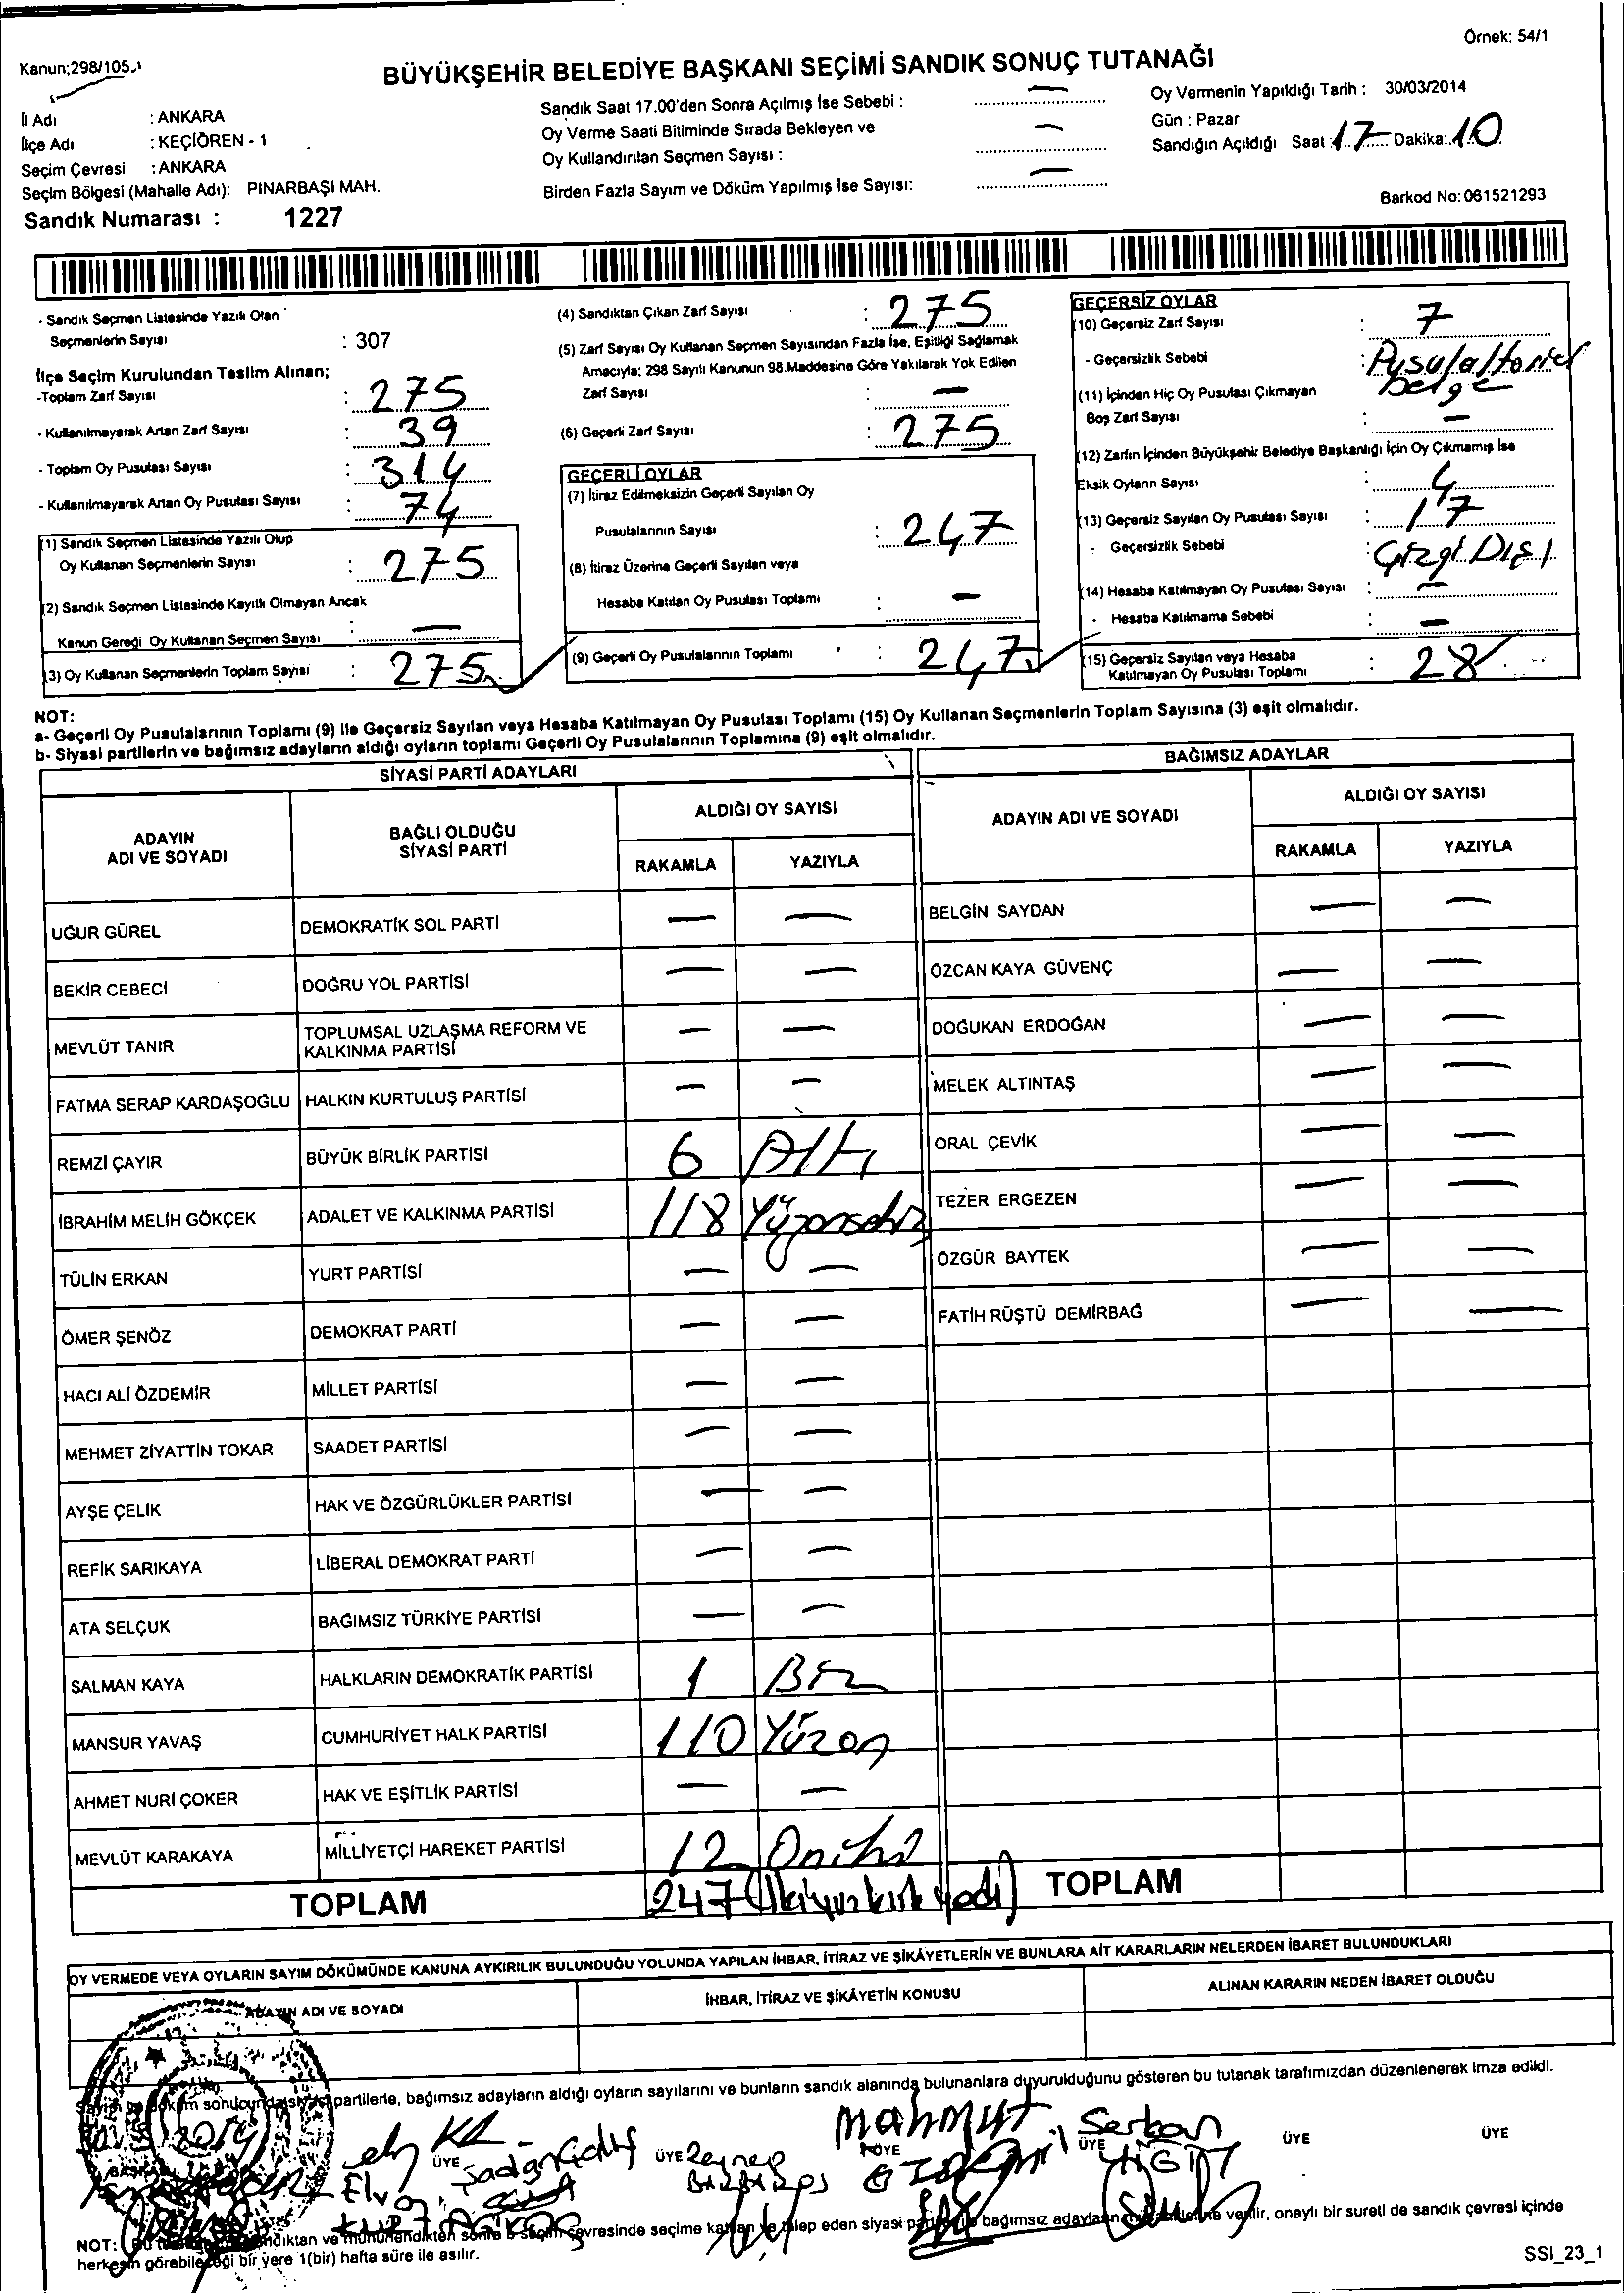 Örnek: 54/1
Kanun:298/105
BÜYÜKŞEHİR BELEDİYE BAŞKANI SEÇİMİ SANDIK SONUÇ TUTANAĞI
İl Adı : ANKARA
İlçe Adı : KEÇİÖREN - 1
Seçim Çevresi : ANKARA
Seçim Bölgesi (Mahalle Adı): PINARBAŞI MAH.
Sandık Numarası : 1227
Sandık Saat 17.00'den Sonra Açılmış İse Sebebi : —
Oy Verme Saati Bitiminde Sırada Bekleyen ve
Oy Kullandırılan Seçmen Sayısı : —
Birden Fazla Sayım ve Döküm Yapılmış İse Sayısı: —
Oy Vermenin Yapıldığı Tarih : 30/03/2014
Gün : Pazar
Sandığın Açıldığı Saat 17 Dakika: 10
Barkod No: 061521293
- Sandık Seçmen Listesinde Yazılı Olan
Seçmenlerin Sayısı : 307
İlçe Seçim Kurulundan Teslim Alınan;
-Toplam Zarf Sayısı : 275
- Kullanılmayarak Artan Zarf Sayısı : 39
- Toplam Oy Pusulası Sayısı : 314
- Kullanılmayarak Artan Oy Pusulası Sayısı : 74
(1) Sandık Seçmen Listesinde Yazılı Olup
Oy Kullanan Seçmenlerin Sayısı : 275
(2) Sandık Seçmen Listesinde Kayıtlı Olmayan Ancak
Kanun Gereği Oy Kullanan Seçmen Sayısı : —
(3) Oy Kullanan Seçmenlerin Toplam Sayısı : 275
(4) Sandıktan Çıkan Zarf Sayısı : 275
(5) Zarf Sayısı Oy Kullanan Seçmen Sayısından Fazla İse, Eşitliği Sağlamak
Amacıyla; 298 Sayılı Kanunun 98.Maddesine Göre Yakılarak Yok Edilen
Zarf Sayısı : —
(6) Geçerli Zarf Sayısı : 275
GEÇERLİ OYLAR
(7) İtiraz Edilmeksizin Geçerli Sayılan Oy
Pusulalarının Sayısı : 247
(8) İtiraz Üzerine Geçerli Sayılan veya
Hesaba Katılan Oy Pusulası Toplamı : —
(9) Geçerli Oy Pusulalarının Toplamı : 247
GEÇERSİZ OYLAR
(10) Geçersiz Zarf Sayısı : 7
- Geçersizlik Sebebi : Pusula
belge
(11) İçinden Hiç Oy Pusulası Çıkmayan
Boş Zarf Sayısı : —
(12) Zarfın İçinden Büyükşehir Belediye Başkanlığı İçin Oy Çıkmamış İse
Eksik Oyların Sayısı : 4
(13) Geçersiz Sayılan Oy Pusulası Sayısı : 17
- Geçersizlik Sebebi : Çizgi Dışı
(14) Hesaba Katılmayan Oy Pusulası Sayısı : —
- Hesaba Katılmama Sebebi : —
(15) Geçersiz Sayılan veya Hesaba
Katılmayan Oy Pusulası Toplamı : 28
NOT:
a- Geçerli Oy Pusulalarının Toplamı (9) ile Geçersiz Sayılan veya Hesaba Katılmayan Oy Pusulası Toplamı (15) Oy Kullanan Seçmenlerin Toplam Sayısına (3) eşit olmalıdır.
b- Siyasi partilerin ve bağımsız adayların aldığı oyların toplamı Geçerli Oy Pusulalarının Toplamına (9) eşit olmalıdır.
SİYASİ PARTİ ADAYLARI
ADAYIN ADI VE SOYADI BAĞLI OLDUĞU SİYASİ PARTİ ALDIĞI OY SAYISI
RAKAMLA YAZIYLA
UĞUR GÜREL DEMOKRATİK SOL PARTİ — —
BEKİR CEBECİ DOĞRU YOL PARTİSİ — —
MEVLÜT TANIR TOPLUMSAL UZLAŞMA REFORM VE KALKINMA PARTİSİ — —
FATMA SERAP KARDAŞOĞLU HALKIN KURTULUŞ PARTİSİ — —
REMZİ ÇAYIR BÜYÜK BİRLİK PARTİSİ 6 Altı
İBRAHİM MELİH GÖKÇEK ADALET VE KALKINMA PARTİSİ 118 Yüzonsekiz
TÜLİN ERKAN YURT PARTİSİ — —
ÖMER ŞENÖZ DEMOKRAT PARTİ — —
HACI ALİ ÖZDEMİR MİLLET PARTİSİ — —
MEHMET ZİYATTİN TOKAR SAADET PARTİSİ — —
AYŞE ÇELİK HAK VE ÖZGÜRLÜKLER PARTİSİ — —
REFİK SARIKAYA LİBERAL DEMOKRAT PARTİ — —
ATA SELÇUK BAĞIMSIZ TÜRKİYE PARTİSİ — —
SALMAN KAYA HALKLARIN DEMOKRATİK PARTİSİ 1 Bir
MANSUR YAVAŞ CUMHURİYET HALK PARTİSİ 110 Yüzon
AHMET NURİ ÇOKER HAK VE EŞİTLİK PARTİSİ — —
MEVLÜT KARAKAYA MİLLİYETÇİ HAREKET PARTİSİ 12 Oniki
TOPLAM 247 (İkiyüzkırkyedi)
BAĞIMSIZ ADAYLAR
ADAYIN ADI VE SOYADI ALDIĞI OY SAYISI
RAKAMLA YAZIYLA
BELGİN SAYDAN — —
ÖZCAN KAYA GÜVENÇ — —
DOĞUKAN ERDOĞAN — —
MELEK ALTINTAŞ — —
ORAL ÇEVİK — —
TEZER ERGEZEN — —
ÖZGÜR BAYTEK — —
FATİH RÜŞTÜ DEMİRBAĞ — —
TOPLAM
OY VERMEDE VEYA OYLARIN SAYIM DÖKÜMÜNDE KANUNA AYKIRILIK BULUNDUĞU YOLUNDA YAPILAN İHBAR, İTİRAZ VE ŞİKÂYETLERİN VE BUNLARA AİT KARARLARIN NELERDEN İBARET BULUNDUKLARI
ADAYIN ADI VE SOYADI İHBAR, İTİRAZ VE ŞİKÂYETİN KONUSU ALINAN KARARIN NEDEN İBARET OLDUĞU
partilerle, bağımsız adayların aldığı oyların sayılarını ve bunların sandık alanında bulunanlara duyurulduğunu gösteren bu tutanak tarafımızdan düzenlenerek imza edildi.
2014
ÜYE ÜYE Zeynep Mahmut ÜYE Serkan YİĞİT ÜYE ÜYE ÜYE
NOT: çevresinde seçime eden siyasi bağımsız verilir, onaylı bir sureti de sandık çevresi içinde
herkesin görebileceği bir yere 1(bir) hafta süre ile asılır.
SSI_23_1